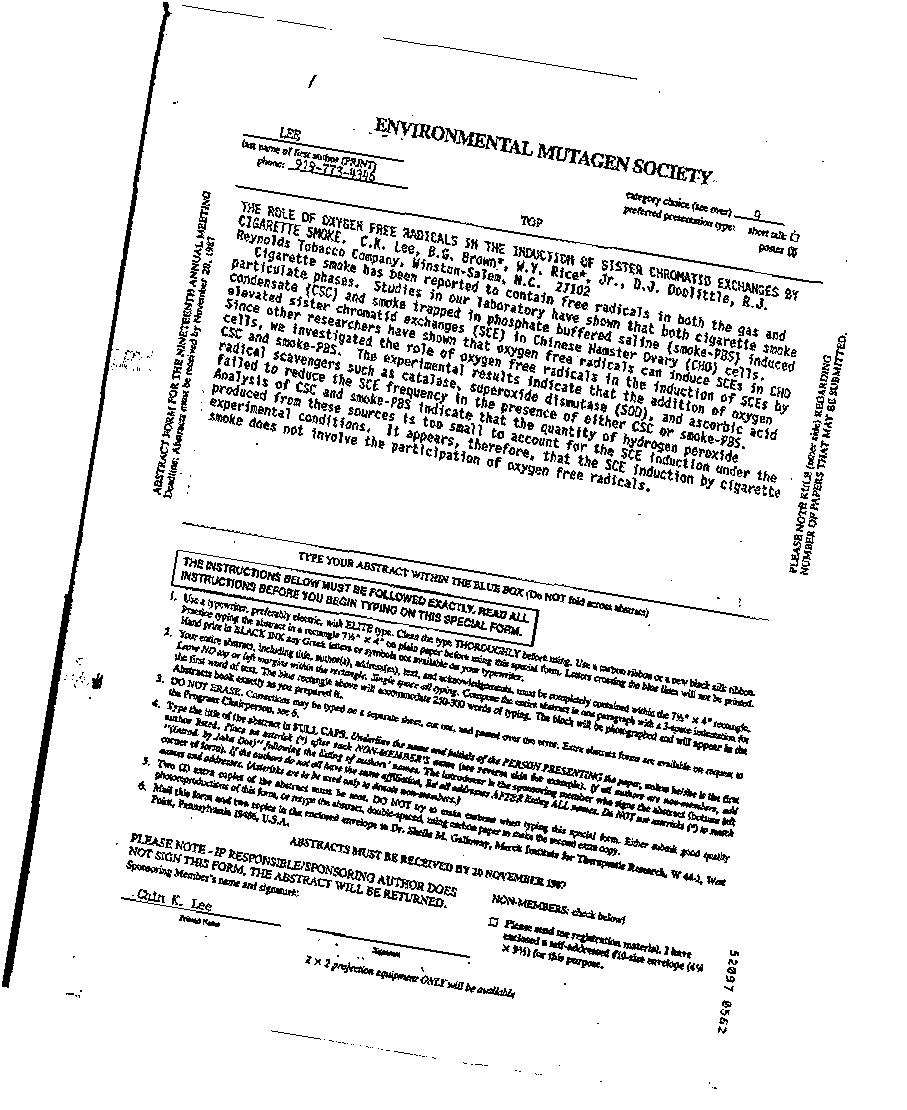 ENVIRONMENTAL MUTAGEN SOCIETY
LEE
last name of first author (PRINT)
phone: 919-773-4346
category choice (see over) 9
preferred presentation type: short talk
poster
TOP
ABSTRACT FORM FOR THE NINETEENTH ANNUAL MEETING
Deadline: Abstracts must be received by November 20, 1987
THE ROLE OF OXYGEN FREE RADICALS IN THE INDUCTION OF SISTER CHROMATID EXCHANGES BY
CIGARETTE SMOKE. C.K. Lee, B.G. Brown*, W.Y. Rice*, Jr., D.J. Doolittle, R.J.
Reynolds Tobacco Company, Winston-Salem, N.C. 27102
Cigarette smoke has been reported to contain free radicals in both the gas and
particulate phases. Studies in our laboratory have shown that both cigarette smoke
condensate (CSC) and smoke trapped in phosphate buffered saline (smoke-PBS) induced
elevated sister chromatid exchanges (SCE) in Chinese Hamster Ovary (CHO) cells.
Since other researchers have shown that oxygen free radicals can induce SCEs in CHO
cells, we investigated the role of oxygen free radicals in the induction of SCEs by
CSC and smoke-PBS. The experimental results indicate that the addition of oxygen
radical scavengers such as catalase, superoxide dismutase (SOD), and ascorbic acid
failed to reduce the SCE frequency in the presence of either CSC or smoke-PBS.
Analysis of CSC and smoke-PBS indicate that the quantity of hydrogen peroxide
produced from these sources is too small to account for the SCE induction under the
experimental conditions. It appears, therefore, that the SCE induction by cigarette
smoke does not involve the participation of oxygen free radicals.
PLEASE NOTE RULE (other side) REGARDING
NUMBER OF PAPERS THAT MAY BE SUBMITTED.
TYPE YOUR ABSTRACT WITHIN THE BLUE BOX (Do NOT fold across abstract)
THE INSTRUCTIONS BELOW MUST BE FOLLOWED EXACTLY. READ ALL
INSTRUCTIONS BEFORE YOU BEGIN TYPING ON THIS SPECIAL FORM.
1. Use a typewriter, preferably electric, with ELITE type. Clean the type THOROUGHLY before using. Use a carbon ribbon or a new black silk ribbon.
Practice typing the abstract in a rectangle 7½" × 4" on plain paper before using this special form. Letters crossing the blue lines will not be printed.
Hand print in BLACK INK any Greek letters or symbols not available on your typewriter.
2. Your entire abstract, including title, author(s), address(es), text, and acknowledgements, must be completely contained within the 7½" × 4" rectangle.
Leave NO top or left margins within the rectangle. Single space all typing. Compose the entire abstract in one paragraph with a 3-space indentation for
the first word of text. The blue rectangle above will accommodate 250-300 words of typing. The block will be photographed and will appear in the
Abstracts book exactly as you prepared it.
3. DO NOT ERASE. Corrections may be typed on a separate sheet, cut out, and pasted over the error. Extra abstract forms are available on request to
the Program Chairperson, see 6.
4. Type the title of the abstract in FULL CAPS. Underline the name and initials of the PERSON PRESENTING the paper, unless he/she is the first
author listed. Place an asterisk (*) after each NON-MEMBER'S name (see reverse side for example). If all authors are non-members, add
"(Introd. by John Doe)" following the listing of authors' names. The introducer is the sponsoring member who signs the abstract (bottom left
corner of form). If the authors do not all have the same affiliation, list all addresses AFTER listing ALL names. Do NOT use asterisks (*) to match
names and addresses. (Asterisks are to be used only to denote non-members.)
5. Two (2) extra copies of the abstract must be sent. DO NOT try to make carbons when typing this special form. Either submit good quality
photoreproductions of this form, or retype the abstract, double-spaced, using carbon paper to make the second extra copy.
6. Mail this form and two copies in the enclosed envelope to Dr. Sheila M. Galloway, Merck Institute for Therapeutic Research, W 44-1, West
Point, Pennsylvania 19486, U.S.A.
ABSTRACTS MUST BE RECEIVED BY 20 NOVEMBER 1987
PLEASE NOTE - IF RESPONSIBLE/SPONSORING AUTHOR DOES
NOT SIGN THIS FORM, THE ABSTRACT WILL BE RETURNED.
Sponsoring Member's name and signature:
Chin K. Lee
Printed Name
Signature
2 × 2 projection equipment ONLY will be available
NON-MEMBERS: check below!
Please send me registration material. I have
enclosed a self-addressed #10-size envelope (4⅛
× 9½) for this purpose.
52097 0562